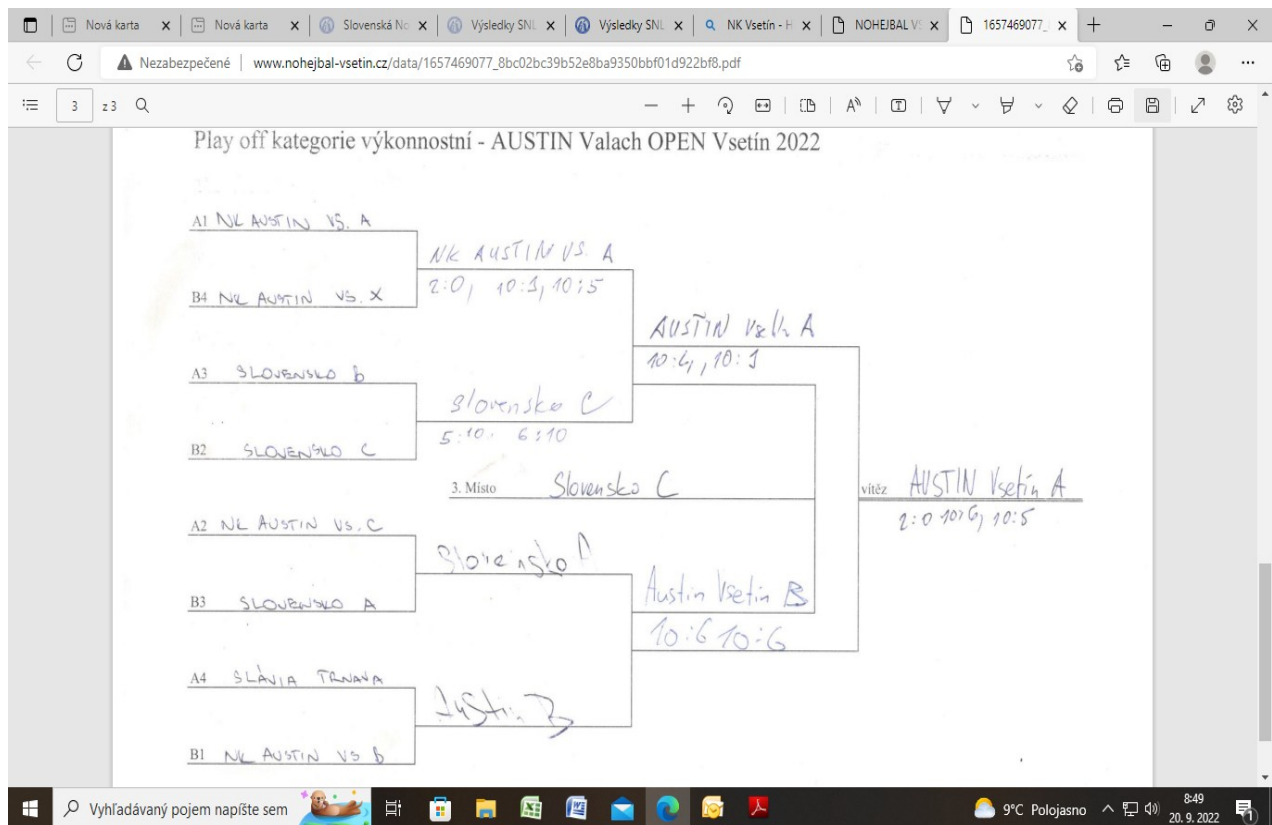 Nová karta
Nová karta
Slovenská No
Výsledky SNL
Výsledky SNL
NK Vsetín - H
NOHEJBAL VS
1657469077_
Nezabezpečené | www.nohejbal-vsetin.cz/data/1657469077_8bc02bc39b52e8ba9350bbf01d922bf8.pdf
3 z 3
Play off kategorie výkonnostní - AUSTIN Valach OPEN Vsetín 2022
A1 NK AUSTIN VS. A
NK AUSTIN VS. A
2:0, 10:1, 10:5
B4 NK AUSTIN VS. X
AUSTIN A
10:4, 10:1
A3 SLOVENSKO b
Slovensko C
5:10. 6:10
B2 SLOVENSKO C
3. Místo Slovensko C
vítěz AUSTIN Vsetín A
2:0 10:6, 10:5
A2 NK AUSTIN VS. C
Slovensko A
B3 SLOVENSKO A
Austin Vsetín B
10:6 10:6
A4 SLÁVIA TRNAVA
Austin B
B1 NK AUSTIN VS b
Vyhľadávaný pojem napíšte sem
9°C Polojasno
8:49
20. 9. 2022
1